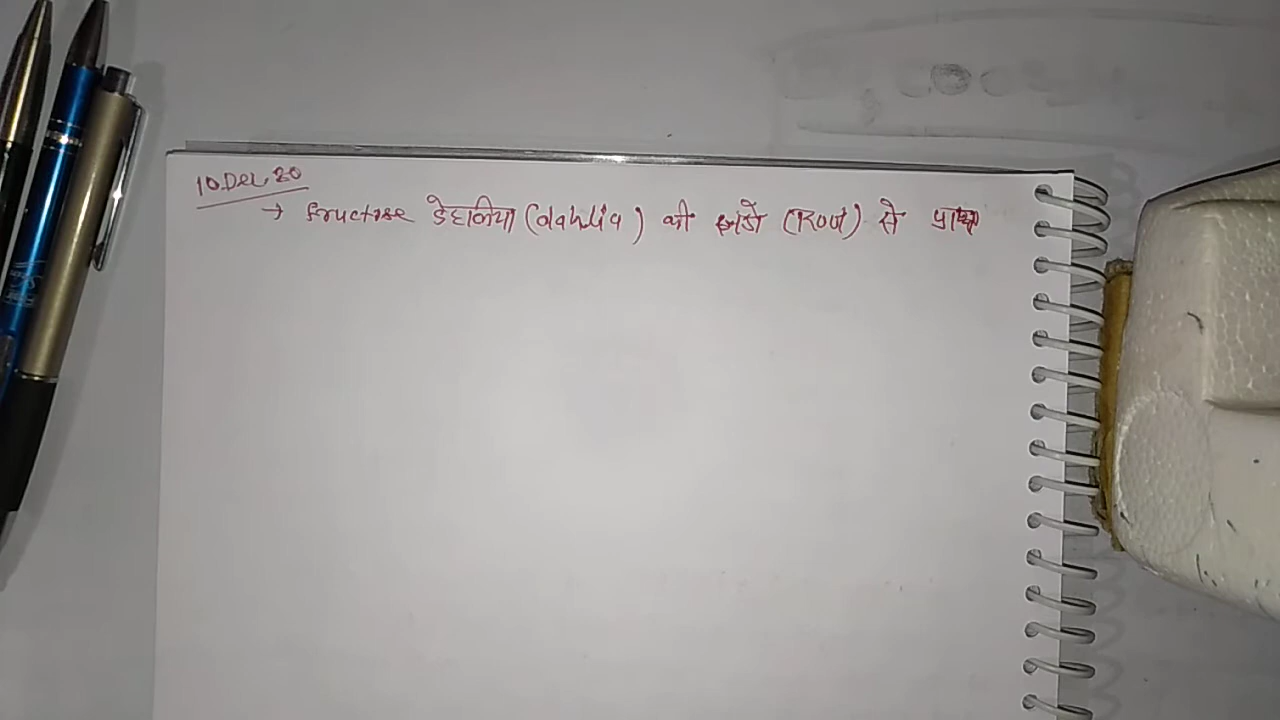 10 Dec, 20
→ fructose डेहलिया (dahlia) की जड़ो (Root) से प्राप्त